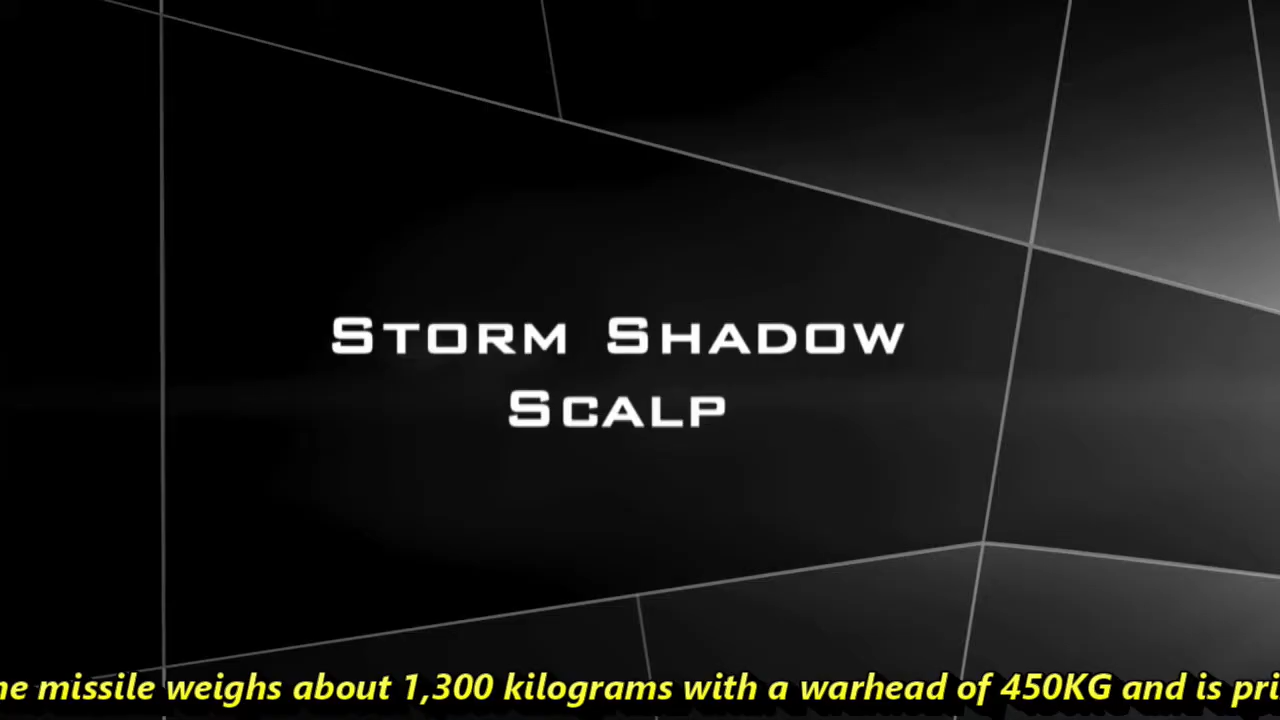 Storm Shadow
Scalp
missile weighs about 1,300 kilograms with a warhead of 450KG and is